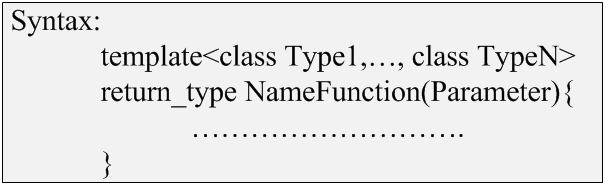 Syntax:
template<class Type1,…, class TypeN>
return_type NameFunction(Parameter){
……………………….
}